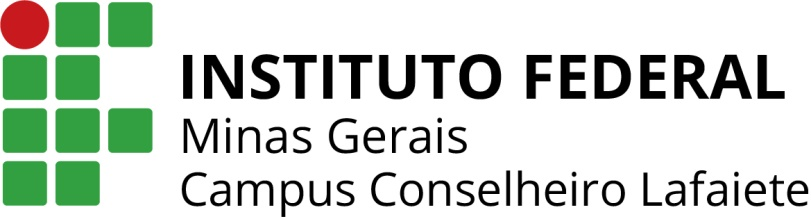 INSTITUTO FEDERAL
Minas Gerais
Campus Conselheiro Lafaiete